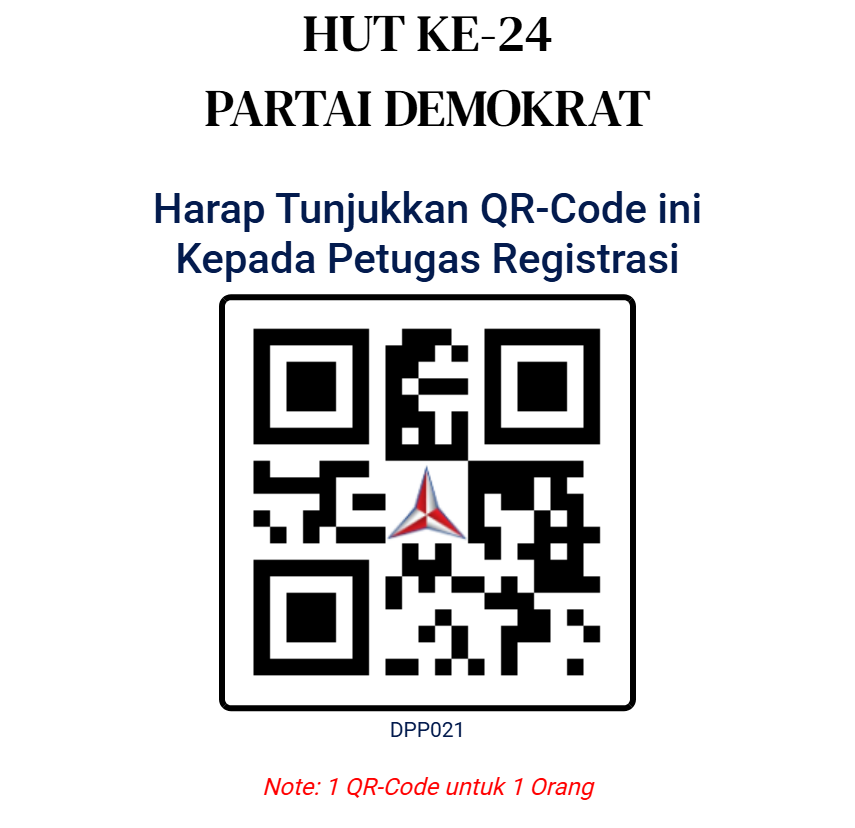 HUT KE-24
PARTAI DEMOKRAT
Harap Tunjukkan QR-Code ini
Kepada Petugas Registrasi
DPP021
Note: 1 QR-Code untuk 1 Orang